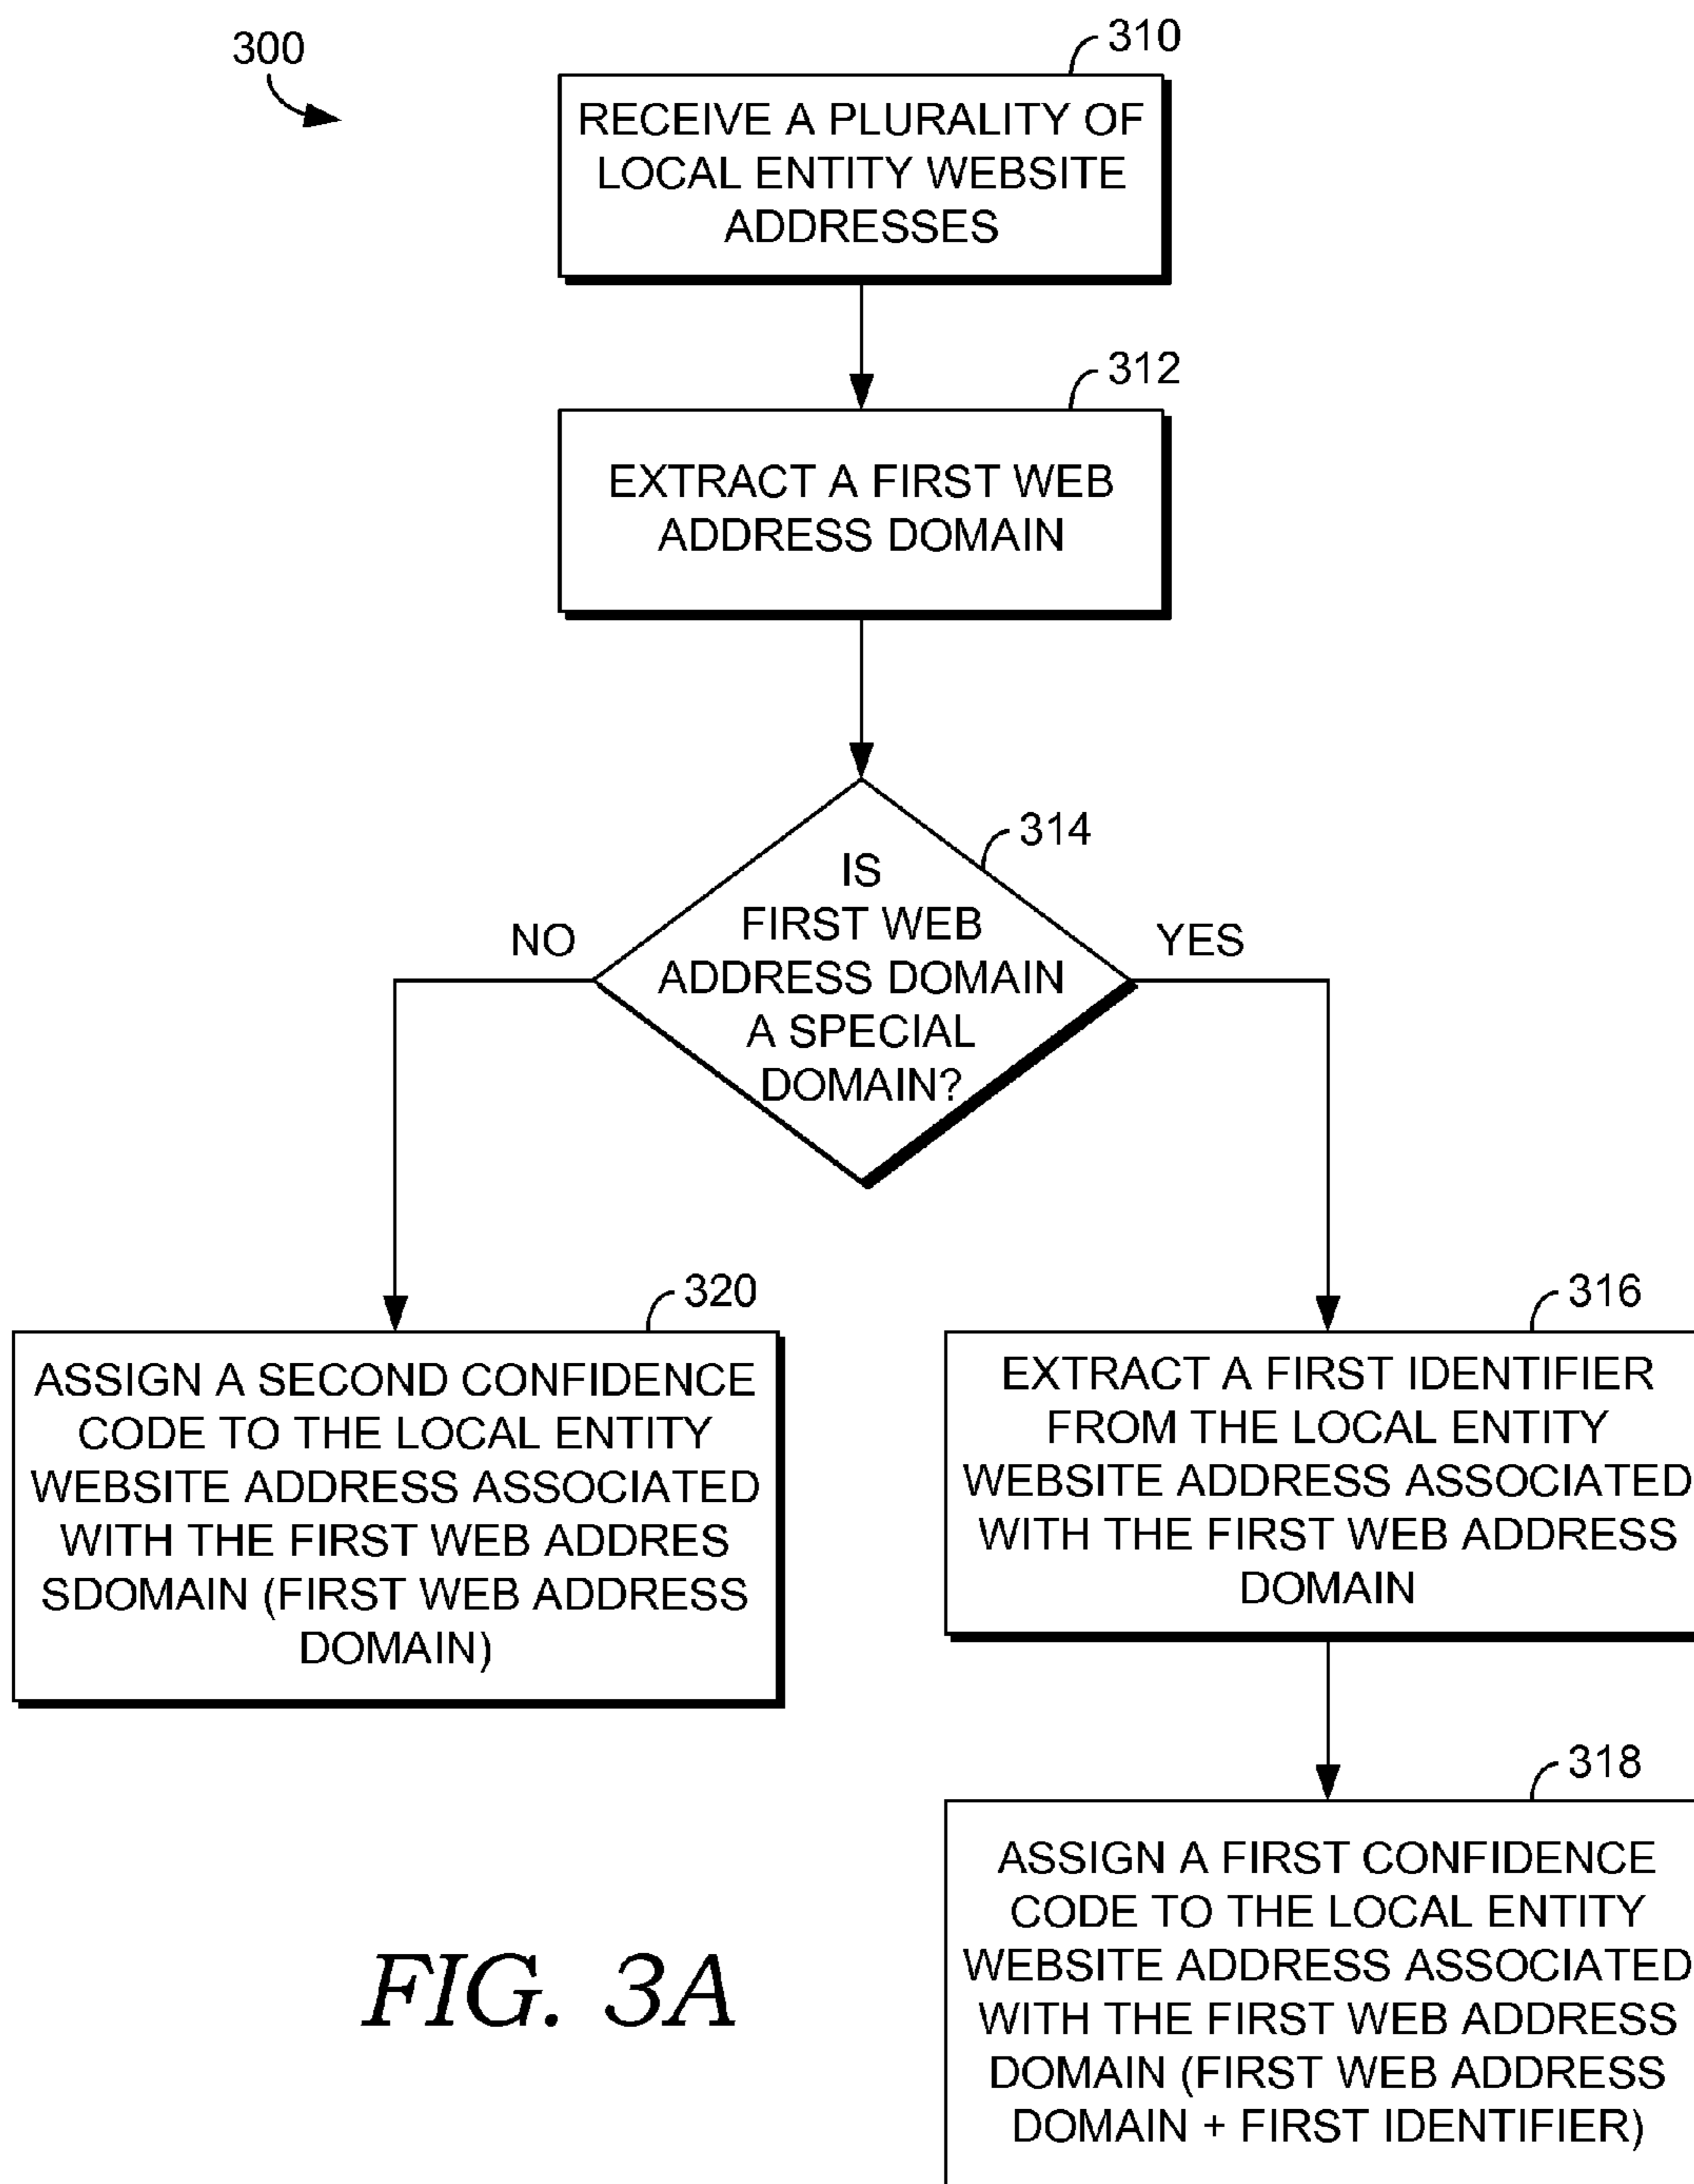 300
310
RECEIVE A PLURALITY OF
LOCAL ENTITY WEBSITE
ADDRESSES
312
EXTRACT A FIRST WEB
ADDRESS DOMAIN
314
IS
FIRST WEB
ADDRESS DOMAIN
A SPECIAL
DOMAIN?
NO
YES
320
ASSIGN A SECOND CONFIDENCE
CODE TO THE LOCAL ENTITY
WEBSITE ADDRESS ASSOCIATED
WITH THE FIRST WEB ADDRES
SDOMAIN (FIRST WEB ADDRESS
DOMAIN)
316
EXTRACT A FIRST IDENTIFIER
FROM THE LOCAL ENTITY
WEBSITE ADDRESS ASSOCIATED
WITH THE FIRST WEB ADDRESS
DOMAIN
318
ASSIGN A FIRST CONFIDENCE
CODE TO THE LOCAL ENTITY
WEBSITE ADDRESS ASSOCIATED
WITH THE FIRST WEB ADDRESS
DOMAIN (FIRST WEB ADDRESS
DOMAIN + FIRST IDENTIFIER)
FIG. 3A